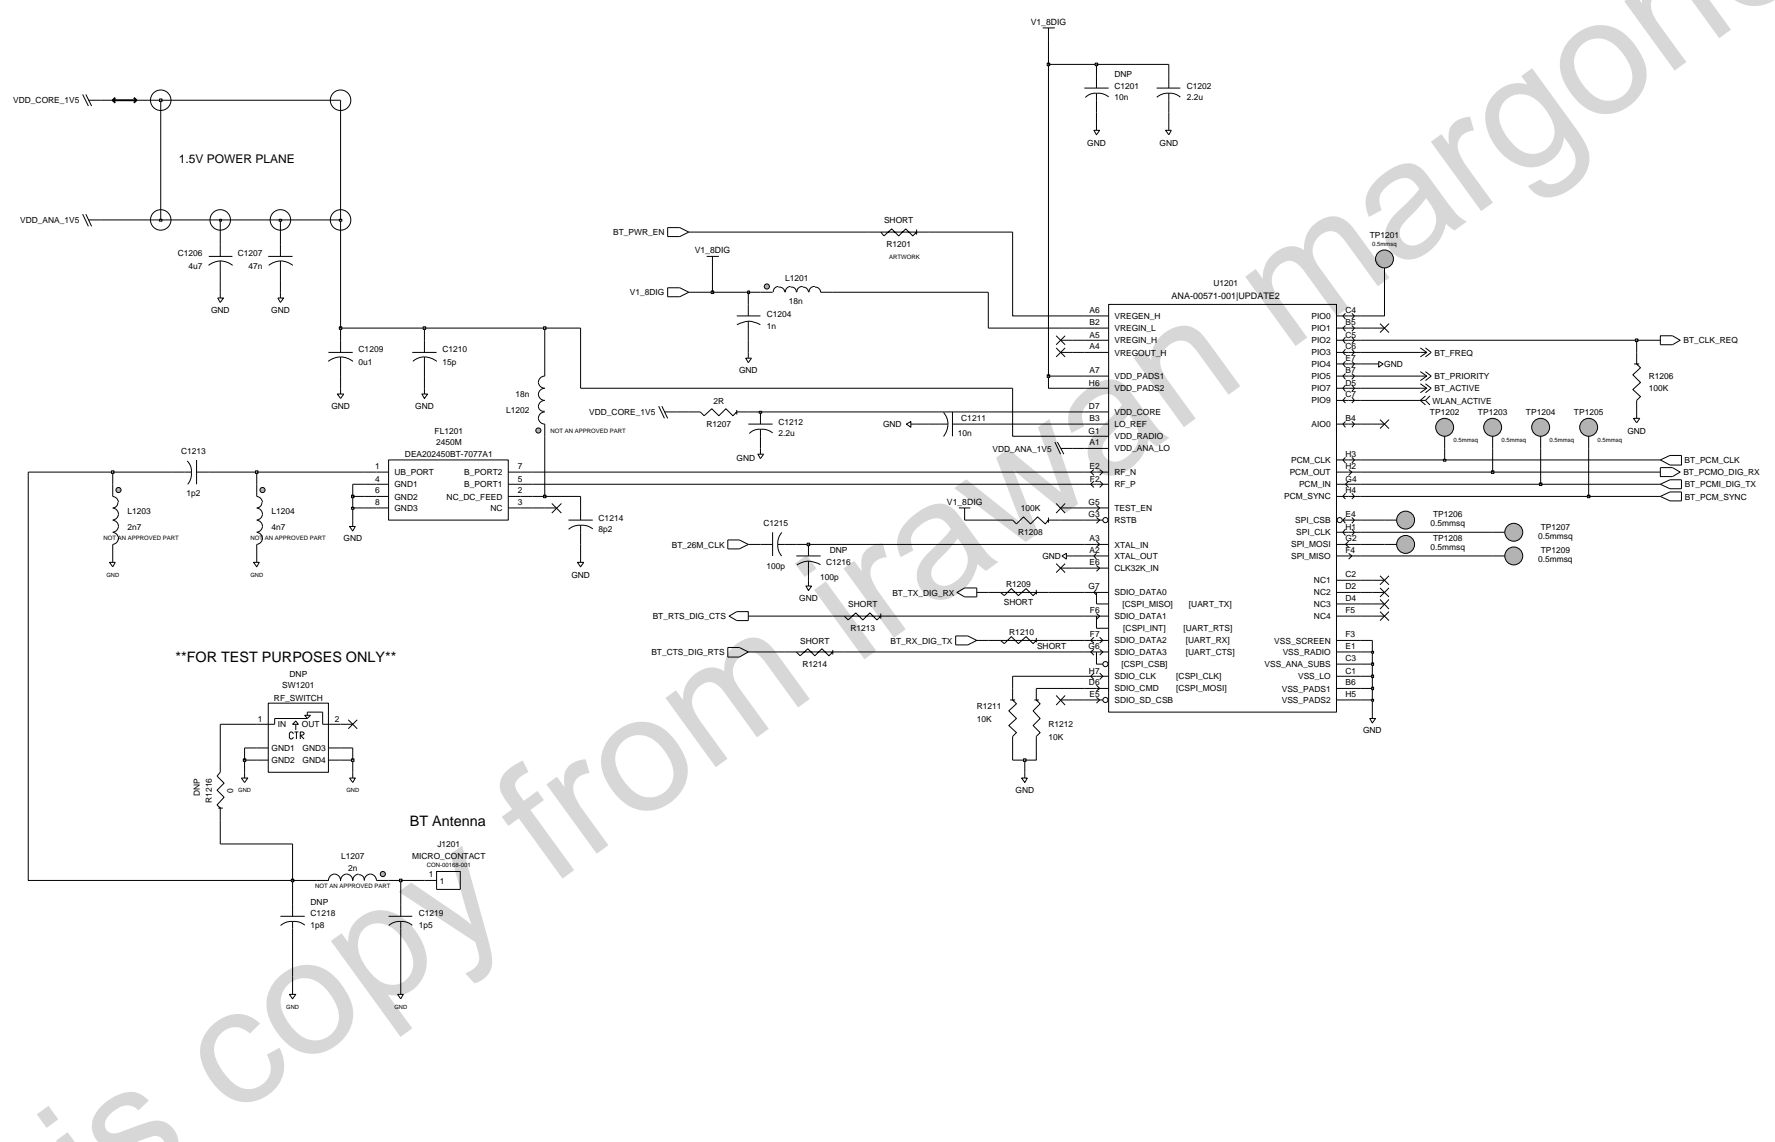 V1_8DIG
DNP
C1201
10n
C1202
2.2u
GND
GND
VDD_CORE_1V5
1.5V POWER PLANE
VDD_ANA_1V5
C1206
4u7
C1207
47n
GND
GND
BT_PWR_EN
SHORT
R1201
ARTWORK
V1_8DIG
V1_8DIG
L1201
18n
C1204
1n
GND
C1209
0u1
C1210
15p
GND
GND
18n
L1202
NOT AN APPROVED PART
VDD_CORE_1V5
2R
R1207
C1212
2.2u
GND
GND
C1211
10n
VDD_ANA_1V5
FL1201
2450M
DEA202450BT-7077A1
1 UB_PORT B_PORT2 7
4 GND1 B_PORT1 5
6 GND2 NC_DC_FEED 2
8 GND3 NC 3
GND
C1213
1p2
L1203
2n7
NOT AN APPROVED PART
GND
L1204
4n7
NOT AN APPROVED PART
GND
C1214
8p2
GND
V1_8DIG
100K
R1208
BT_26M_CLK
C1215
100p
DNP
C1216
100p
GND
GND
BT_TX_DIG_RX
R1209
SHORT
BT_RTS_DIG_CTS
SHORT
R1213
BT_RX_DIG_TX
R1210
SHORT
BT_CTS_DIG_RTS
SHORT
R1214
R1211
10K
R1212
10K
GND
U1201
ANA-00571-001|UPDATE2
A6 VREGEN_H
B2 VREGIN_L
A5 VREGIN_H
A4 VREGOUT_H
A7 VDD_PADS1
H6 VDD_PADS2
D7 VDD_CORE
B3 LO_REF
G1 VDD_RADIO
A1 VDD_ANA_LO
E2 RF_N
F2 RF_P
G5 TEST_EN
G3 RSTB
A3 XTAL_IN
A2 XTAL_OUT
E6 CLK32K_IN
G7 SDIO_DATA0
[CSPI_MISO] [UART_TX]
F6 SDIO_DATA1
[CSPI_INT] [UART_RTS]
F7 SDIO_DATA2 [UART_RX]
G6 SDIO_DATA3 [UART_CTS]
[CSPI_CSB]
H7 SDIO_CLK [CSPI_CLK]
D6 SDIO_CMD [CSPI_MOSI]
E5 SDIO_SD_CSB
PIO0 C4
PIO1 B5
PIO2 C5
PIO3 C6
PIO4 E7
PIO5 B7
PIO7 D5
PIO9 C7
AIO0 B4
PCM_CLK H3
PCM_OUT H2
PCM_IN G4
PCM_SYNC H4
SPI_CSB E4
SPI_CLK H1
SPI_MOSI G2
SPI_MISO F4
NC1 C2
NC2 D2
NC3 D4
NC4 F5
VSS_SCREEN F3
VSS_RADIO E1
VSS_ANA_SUBS C3
VSS_LO C1
VSS_PADS1 B6
VSS_PADS2 H5
GND
TP1201
0.5mmsq
BT_CLK_REQ
BT_FREQ
GND
BT_PRIORITY
BT_ACTIVE
WLAN_ACTIVE
R1206
100K
GND
TP1202
0.5mmsq
TP1203
0.5mmsq
TP1204
0.5mmsq
TP1205
0.5mmsq
BT_PCM_CLK
BT_PCMO_DIG_RX
BT_PCMI_DIG_TX
BT_PCM_SYNC
TP1206
0.5mmsq
TP1207
0.5mmsq
TP1208
0.5mmsq
TP1209
0.5mmsq
**FOR TEST PURPOSES ONLY**
DNP
SW1201
RF_SWITCH
1 IN OUT 2
CTR
GND1 GND3
GND2 GND4
GND
GND
DNP
R1216
0
BT Antenna
J1201
MICRO_CONTACT
CON-00168-001
1
1
L1207
2n
NOT AN APPROVED PART
DNP
C1218
1p8
C1219
1p5
GND
GND
is copy from irawan margono